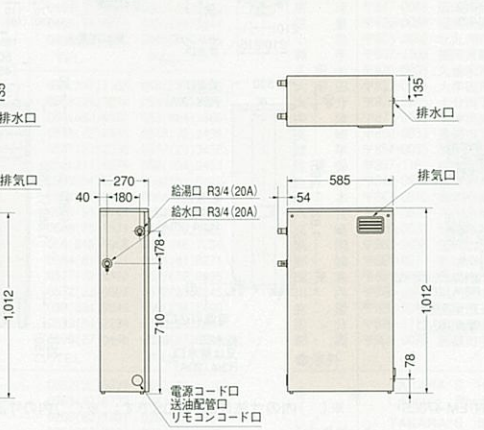 135
排水口
585
排気口
54
1,012
78
270
40
180
給湯口 R3/4(20A)
給水口 R3/4(20A)
178
710
電源コード口
送油配管口
リモコンコード口
排水口
排気口
1,012